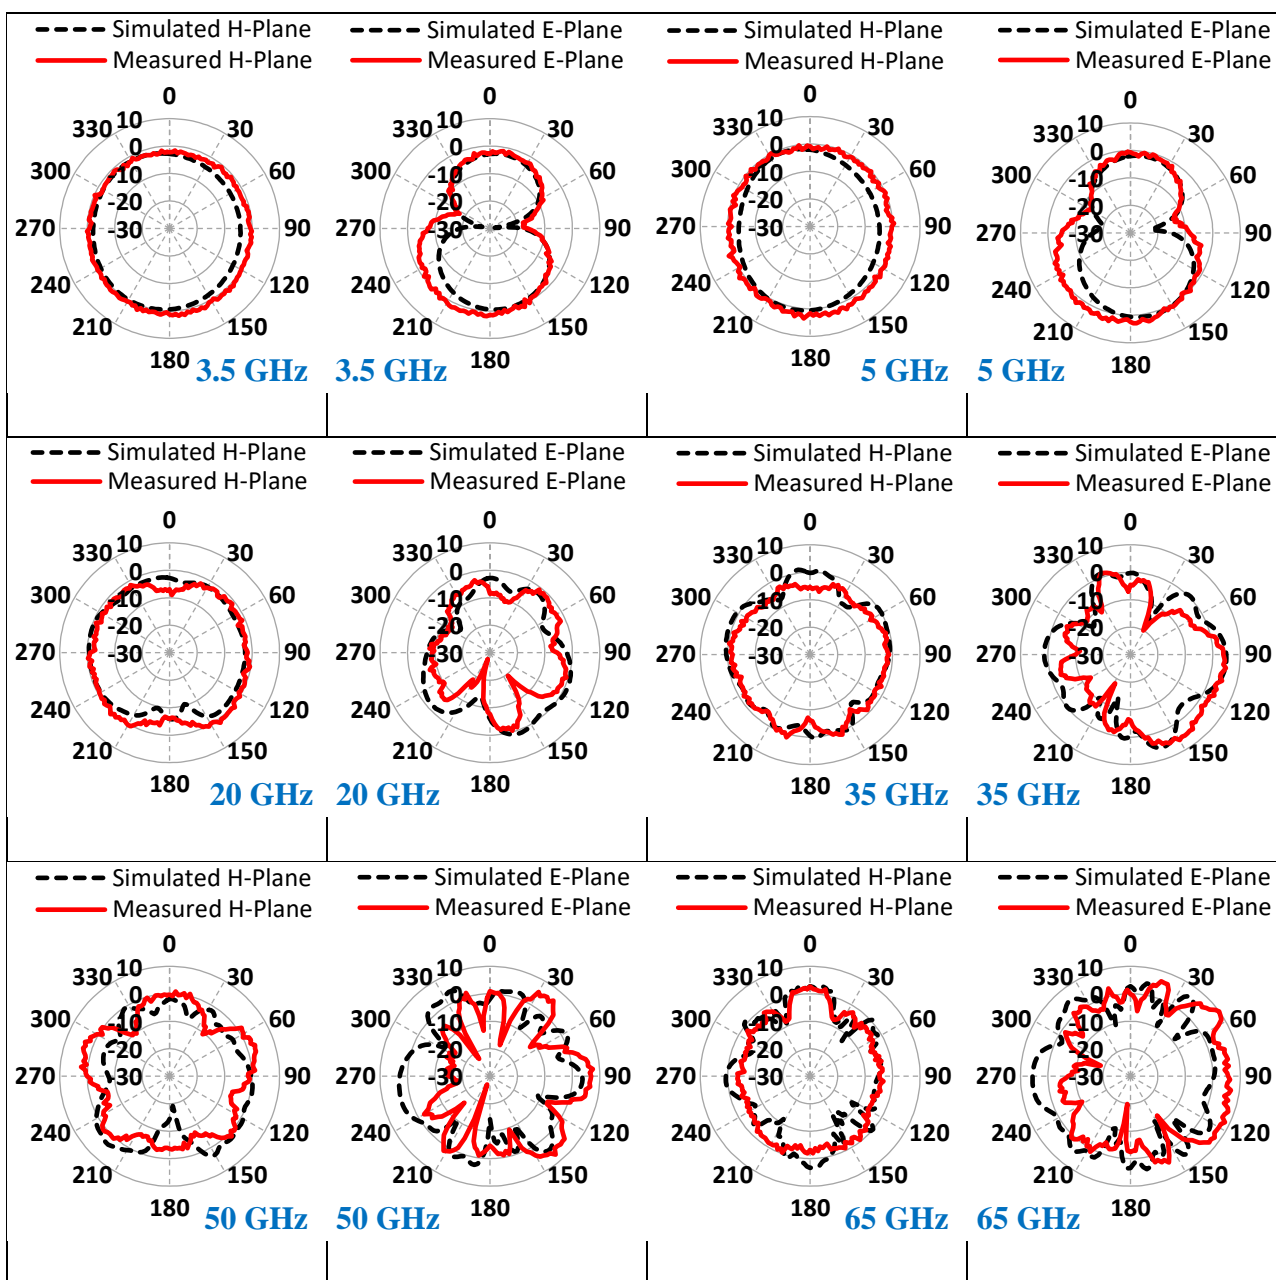 Simulated H-Plane
Measured H-Plane
0
330 10 30
300 0 60
-10
-20
270 -30 90
240 120
210 150
180
3.5 GHz
Simulated E-Plane
Measured E-Plane
0
330 10 30
300 0 60
-10
-20
270 -30 90
240 120
210 150
180
3.5 GHz
Simulated H-Plane
Measured H-Plane
0
330 10 30
300 0 60
-10
-20
270 -30 90
240 120
210 150
180
5 GHz
Simulated E-Plane
Measured E-Plane
0
330 10 30
300 0 60
-10
-20
270 -30 90
240 120
210 150
180
5 GHz
Simulated H-Plane
Measured H-Plane
0
330 10 30
300 0 60
-10
-20
270 -30 90
240 120
210 150
180
20 GHz
Simulated E-Plane
Measured E-Plane
0
330 10 30
300 0 60
-10
-20
270 -30 90
240 120
210 150
180
20 GHz
Simulated H-Plane
Measured H-Plane
0
330 10 30
300 0 60
-10
-20
270 -30 90
240 120
210 150
180
35 GHz
Simulated E-Plane
Measured E-Plane
0
330 10 30
300 0 60
-10
-20
270 -30 90
240 120
210 150
180
35 GHz
Simulated H-Plane
Measured H-Plane
0
330 10 30
300 0 60
-10
-20
270 -30 90
240 120
210 150
180
50 GHz
Simulated E-Plane
Measured E-Plane
0
330 10 30
300 0 60
-10
-20
270 -30 90
240 120
210 150
180
50 GHz
Simulated H-Plane
Measured H-Plane
0
330 10 30
300 0 60
-10
-20
270 -30 90
240 120
210 150
180
65 GHz
Simulated E-Plane
Measured E-Plane
0
330 10 30
300 0 60
-10
-20
270 -30 90
240 120
210 150
180
65 GHz